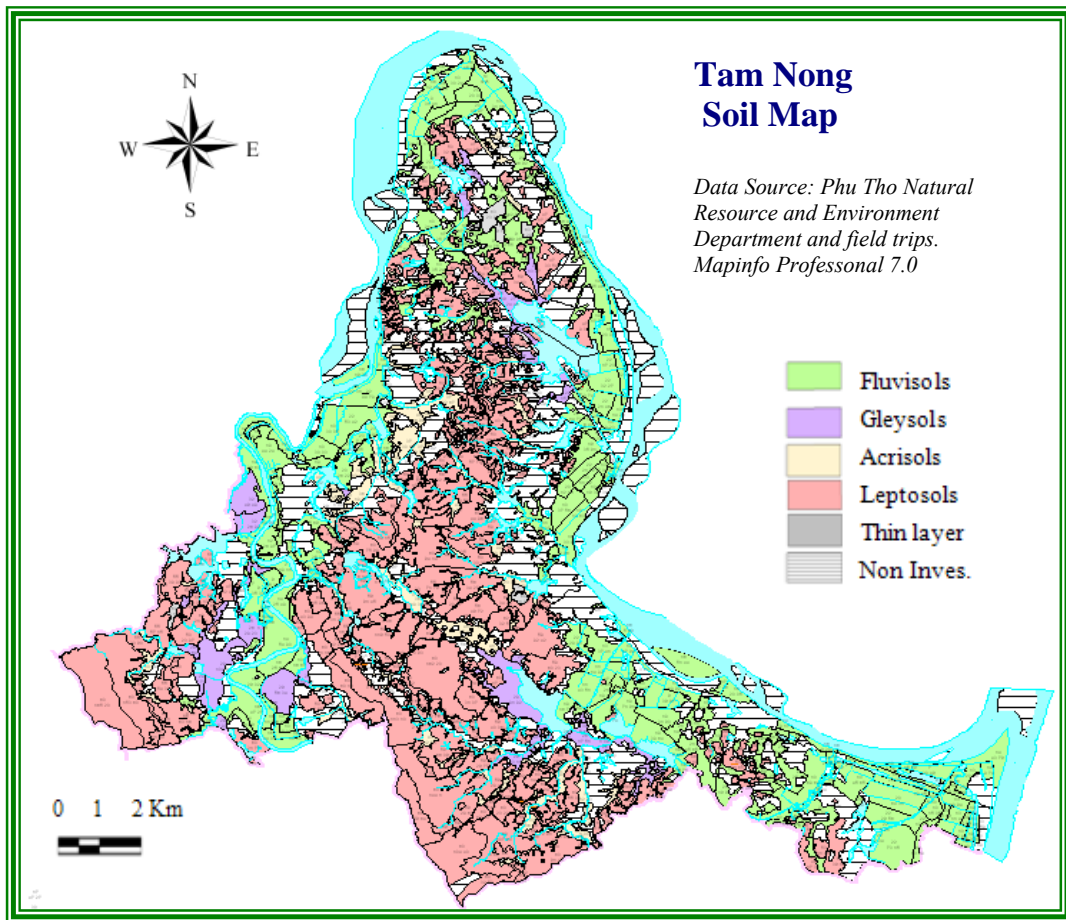 Tam Nong
Soil Map
N
W
E
S
Data Source: Phu Tho Natural
Resource and Environment
Department and field trips.
Mapinfo Professonal 7.0
Fluvisols
Gleysols
Acrisols
Leptosols
Thin layer
Non Inves.
0 1 2 Km